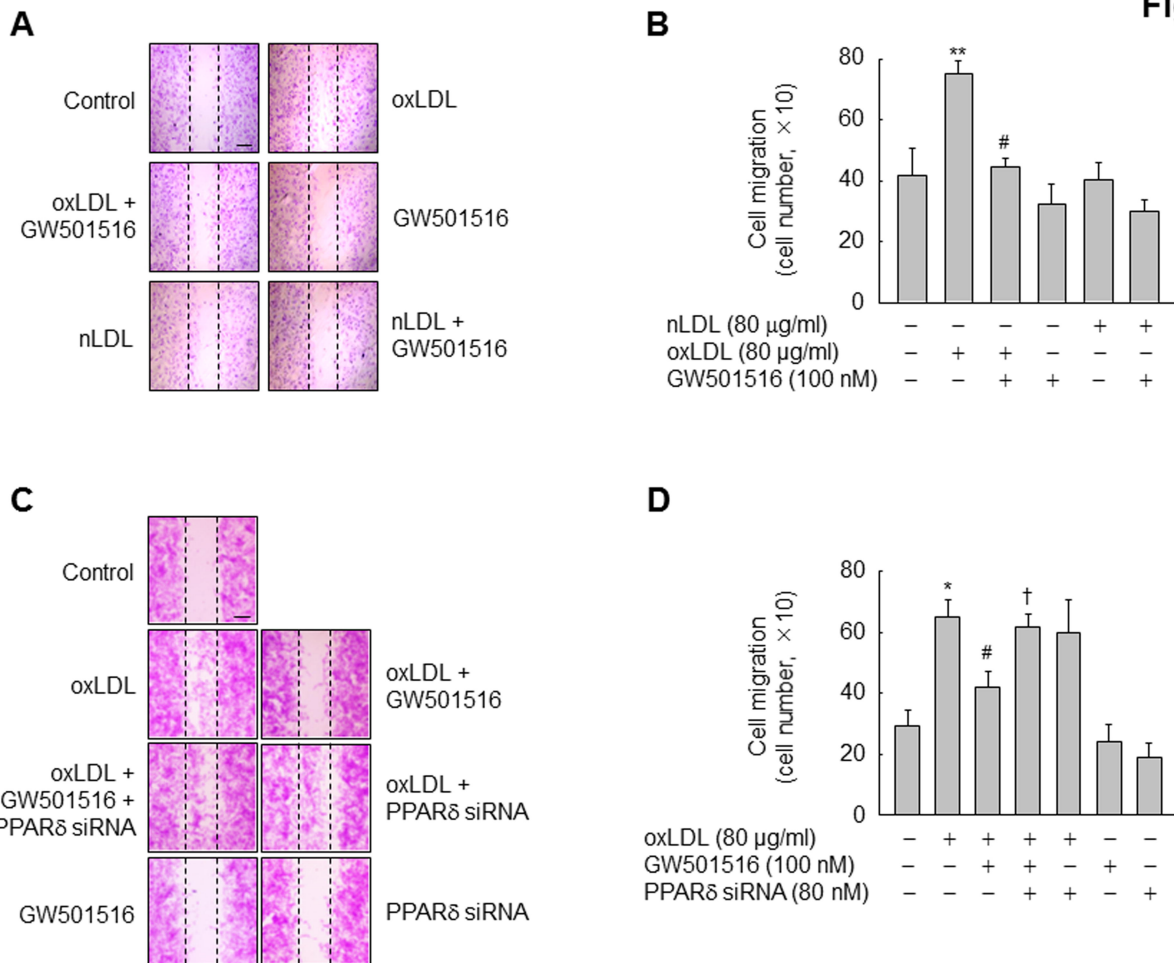 Fi
A
Control
oxLDL
oxLDL +
GW501516
GW501516
nLDL
nLDL +
GW501516
B
Cell migration
(cell number, × 10)
80
60
40
20
0
**
#
nLDL (80 µg/ml) – – – – + +
oxLDL (80 µg/ml) – + + – – –
GW501516 (100 nM) – – + + – +
C
Control
oxLDL
oxLDL +
GW501516
oxLDL +
GW501516 +
PPARδ siRNA
oxLDL +
PPARδ siRNA
GW501516
PPARδ siRNA
D
Cell migration
(cell number, × 10)
80
60
40
20
0
*
#
†
oxLDL (80 µg/ml) – + + + + – –
GW501516 (100 nM) – – + + – + –
PPARδ siRNA (80 nM) – – – + + – +